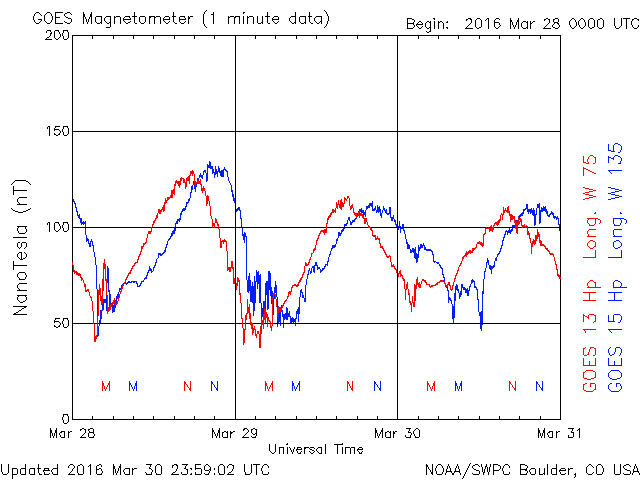 GOES Magnetometer (1 minute data)
Begin: 2016 Mar 28 0000 UTC
200
150
100
50
0
NanoTesla (nT)
M M N N M M N N M M N N
Mar 28 Mar 29 Mar 30 Mar 31
Universal Time
GOES 13 Hp Long. W 75
GOES 15 Hp Long. W 135
Updated 2016 Mar 30 23:59:02 UTC
NOAA/SWPC Boulder, CO USA